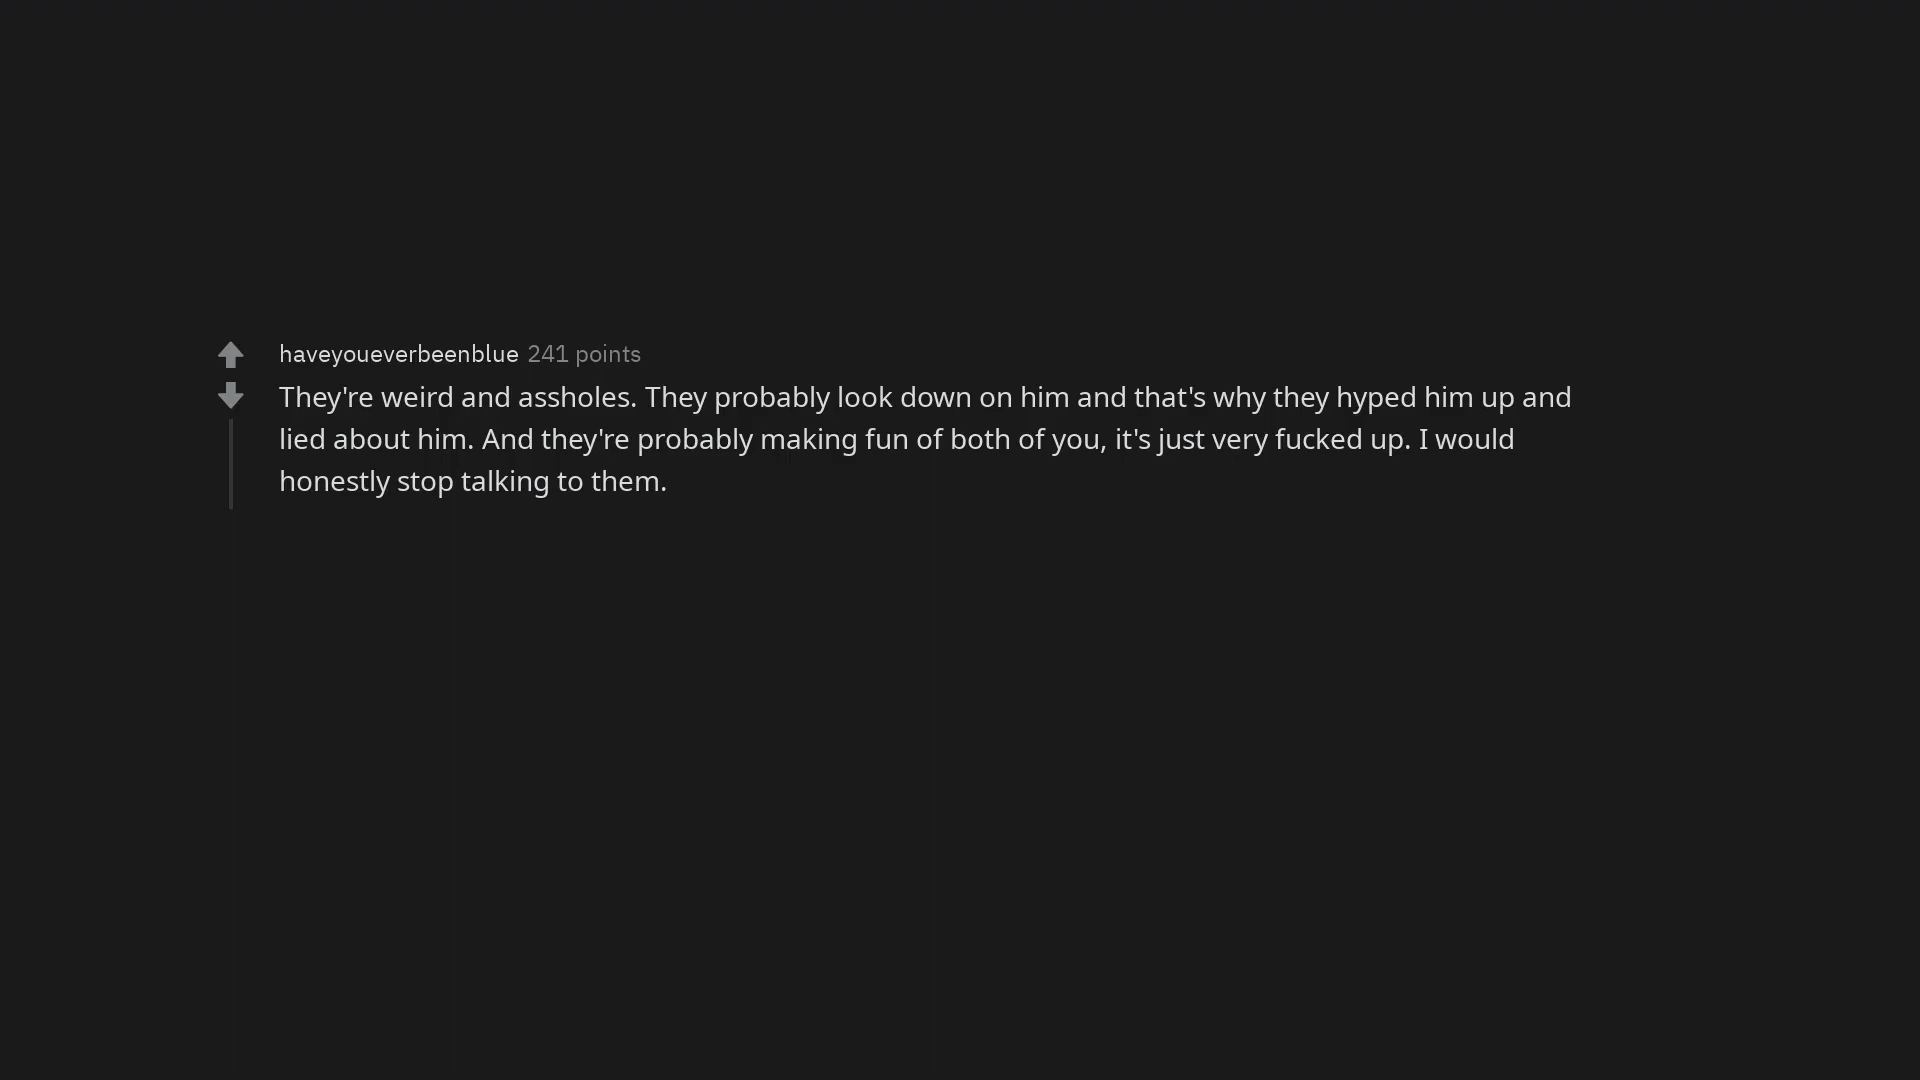 haveyoueverbeenblue 241 points
They're weird and assholes. They probably look down on him and that's why they hyped him up and
lied about him. And they're probably making fun of both of you, it's just very fucked up. I would
honestly stop talking to them.